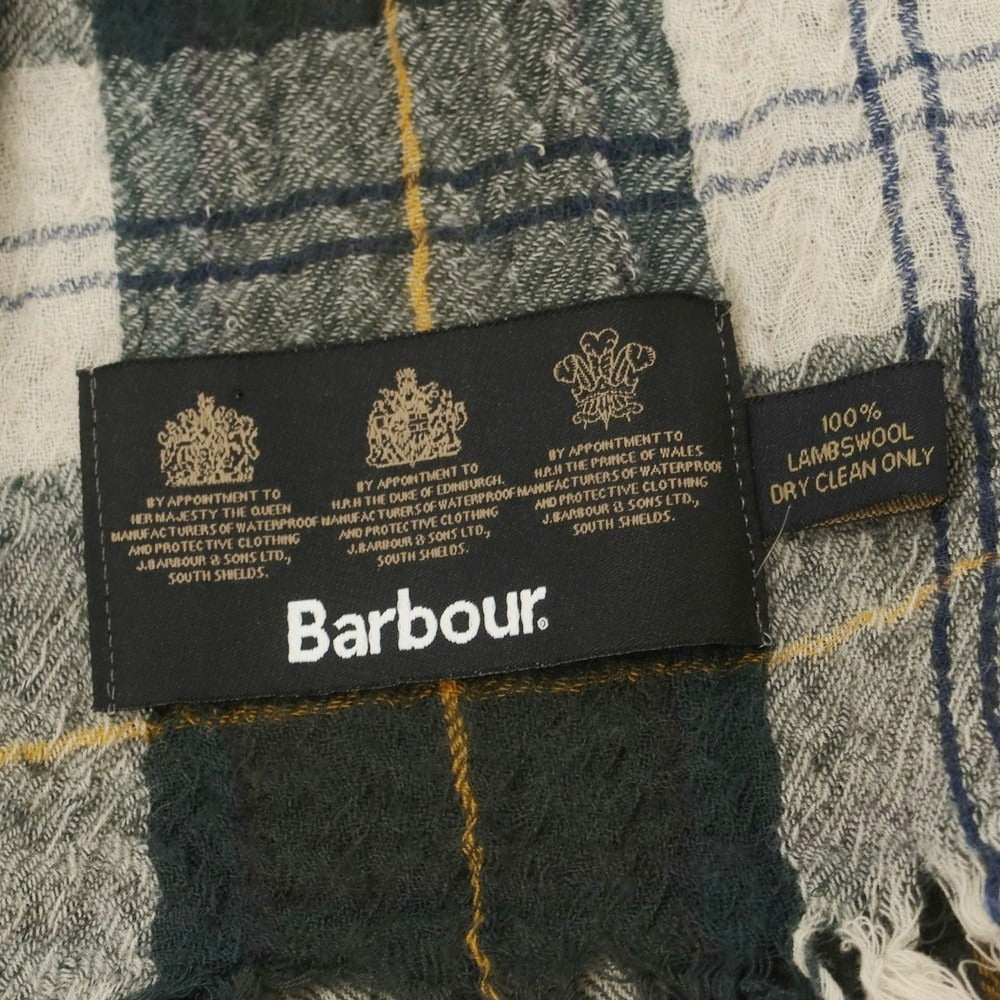 BY APPOINTMENT TO
HER MAJESTY THE QUEEN
MANUFACTURERS OF WATERPROOF
AND PROTECTIVE CLOTHING
J.BARBOUR & SONS LTD.,
SOUTH SHIELDS.
BY APPOINTMENT TO
H.R.H THE DUKE OF EDINBURGH.
MANUFACTURERS OF WATERPROOF
AND PROTECTIVE CLOTHING
J.BARBOUR & SONS LTD.,
SOUTH SHIELDS.
BY APPOINTMENT TO
H.R.H THE PRINCE OF WALES
MANUFACTURERS OF WATERPROOF
AND PROTECTIVE CLOTHING
J.BARBOUR & SONS LTD.,
SOUTH SHIELDS.
Barbour®
100%
LAMBSWOOL
DRY CLEAN ONLY